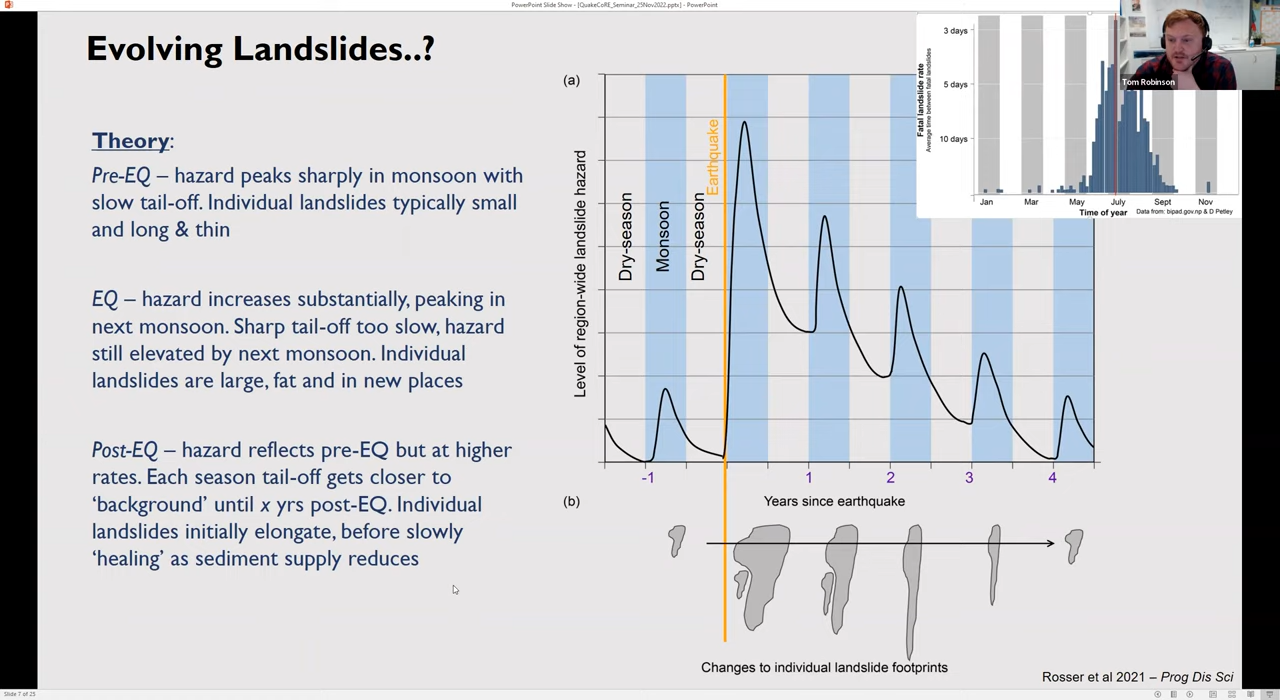 PowerPoint Slide Show - [QuakeCoRE_Seminar_25Nov2022.pptx] - PowerPoint
Evolving Landslides..?
Theory:
Pre-EQ – hazard peaks sharply in monsoon with
slow tail-off. Individual landslides typically small
and long & thin
EQ – hazard increases substantially, peaking in
next monsoon. Sharp tail-off too slow, hazard
still elevated by next monsoon. Individual
landslides are large, fat and in new places
Post-EQ – hazard reflects pre-EQ but at higher
rates. Each season tail-off gets closer to
‘background’ until x yrs post-EQ. Individual
landslides initially elongate, before slowly
‘healing’ as sediment supply reduces
(a)
Level of region-wide landslide hazard
Dry-season
Monsoon
Dry-season
Earthquake
-1 1 2 3 4
Years since earthquake
(b)
Changes to individual landslide footprints
Rosser et al 2021 – Prog Dis Sci
Fatal landslide rate
Average time between fatal landslides
3 days
5 days
10 days
Jan Mar May July Sept Nov
Time of year
Data from: bipad.gov.np & D Petley
Tom Robinson
Slide 7 of 25